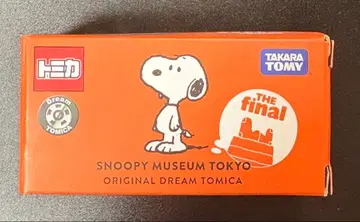 トミカ
TAKARA
TOMY
Dream
TOMICA
THE
final
SNOOPY MUSEUM TOKYO
ORIGINAL DREAM TOMICA